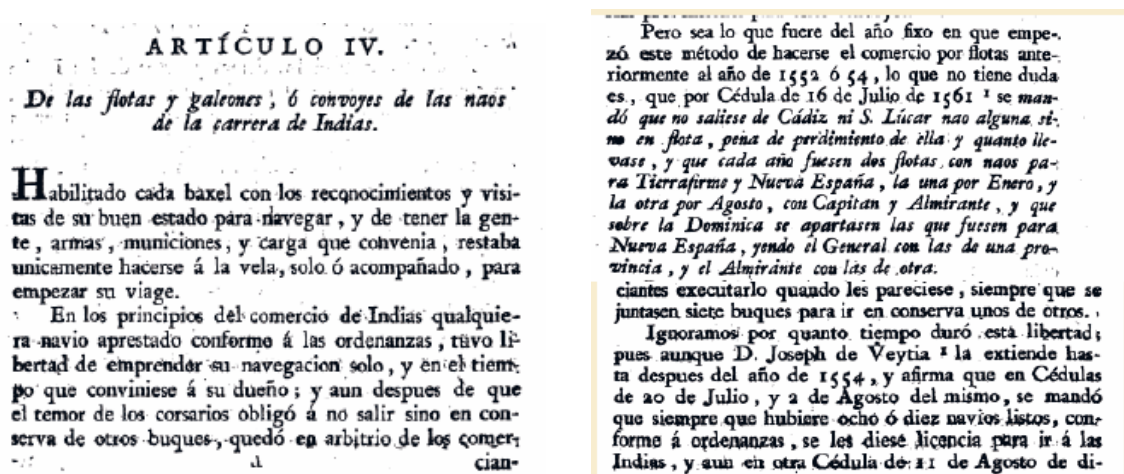 ARTÍCULO IV.
De las flotas y galeones, ó convoyes de las naos
de la carrera de Indias.
Habilitado cada baxel con los reconocimientos y visi-
tas de su buen estado para navegar, y de tener la gen-
te, armas, municiones, y carga que convenia, restaba
unicamente hacerse á la vela, solo ó acompañado, para
empezar su viage.
En los principios del comercio de Indias qualquie-
ra navio aprestado conforme á las ordenanzas, tuvo li-
bertad de emprender su navegacion solo, y en el tiem-
po que conviniese á su dueño; y aun despues de que
el temor de los corsarios obligó á no salir sino en con-
serva de otros buques, quedó en arbitrio de los comer-
cian-
Pero sea lo que fuere del año fixo en que empe-
zó este método de hacerse el comercio por flotas ante-
riormente al año de 1552 ó 54, lo que no tiene duda
es, que por Cédula de 16 de Julio de 1561 ¹ se man-
dó que no saliese de Cádiz ni S. Lúcar nao alguna si-
no en flota, pena de perdimiento de ella y quanto lle-
vase, y que cada año fuesen dos flotas con naos pa-
ra Tierrafirme y Nueva España, la una por Enero, y
la otra por Agosto, con Capitan y Almirante, y que
sobre la Dominica se apartasen las que fuesen para
Nueva España, yendo el General con las de una pro-
vincia, y el Almirante con las de otra.
ciantes executarlo quando les pareciese, siempre que se
juntasen siete buques para ir en conserva unos de otros.
Ignoramos por quanto tiempo duró esta libertad;
pues aunque D. Joseph de Veytia ¹ la extiende has-
ta despues del año de 1554, y afirma que en Cédulas
de 20 de Julio, y 2 de Agosto del mismo, se mandó
que siempre que hubiere ocho ó diez navios listos, con-
forme á ordenanzas, se les diese licencia para ir á las
Indias, y aun en otra Cédula de 11 de Agosto de di-